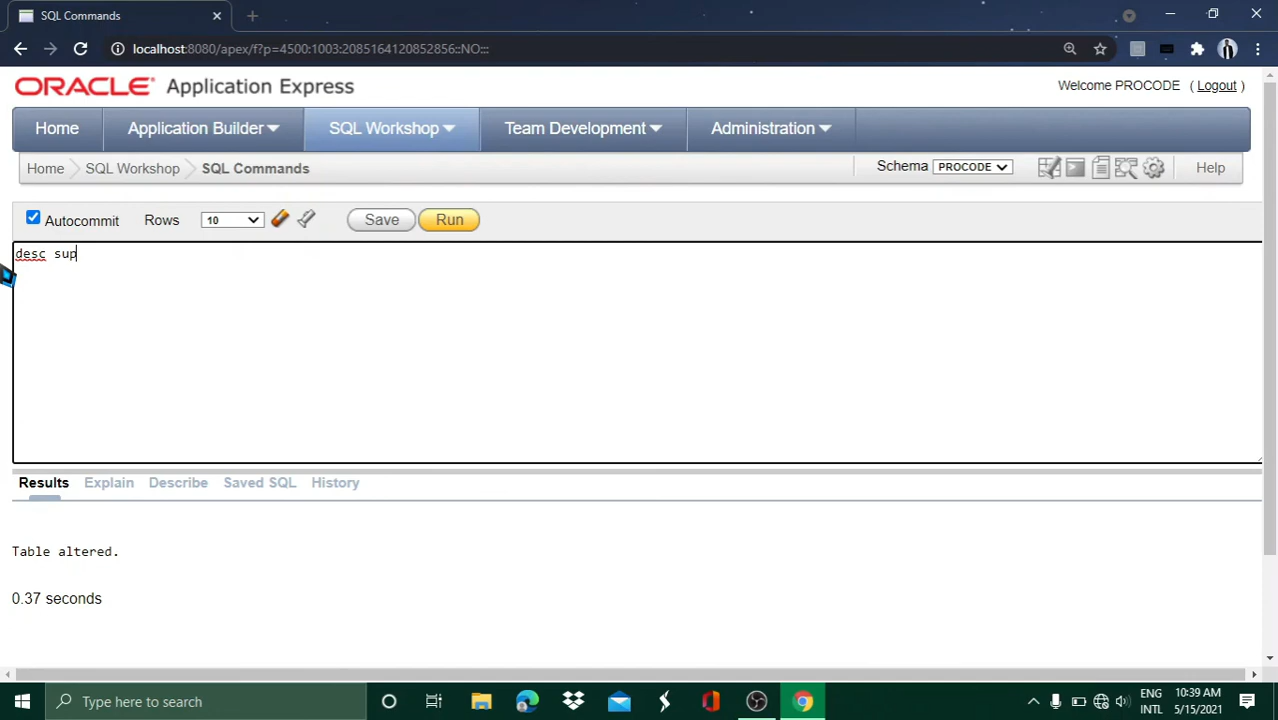 SQL Commands
localhost:8080/apex/f?p=4500:1003:2085164120852856::NO:::
ORACLE Application Express
Welcome PROCODE ( Logout )
Home Application Builder SQL Workshop Team Development Administration
Home SQL Workshop SQL Commands Schema PROCODE Help
Autocommit Rows 10 Save Run
desc sup
Results Explain Describe Saved SQL History
Table altered.
0.37 seconds
Type here to search
ENG
INTL
10:39 AM
5/15/2021